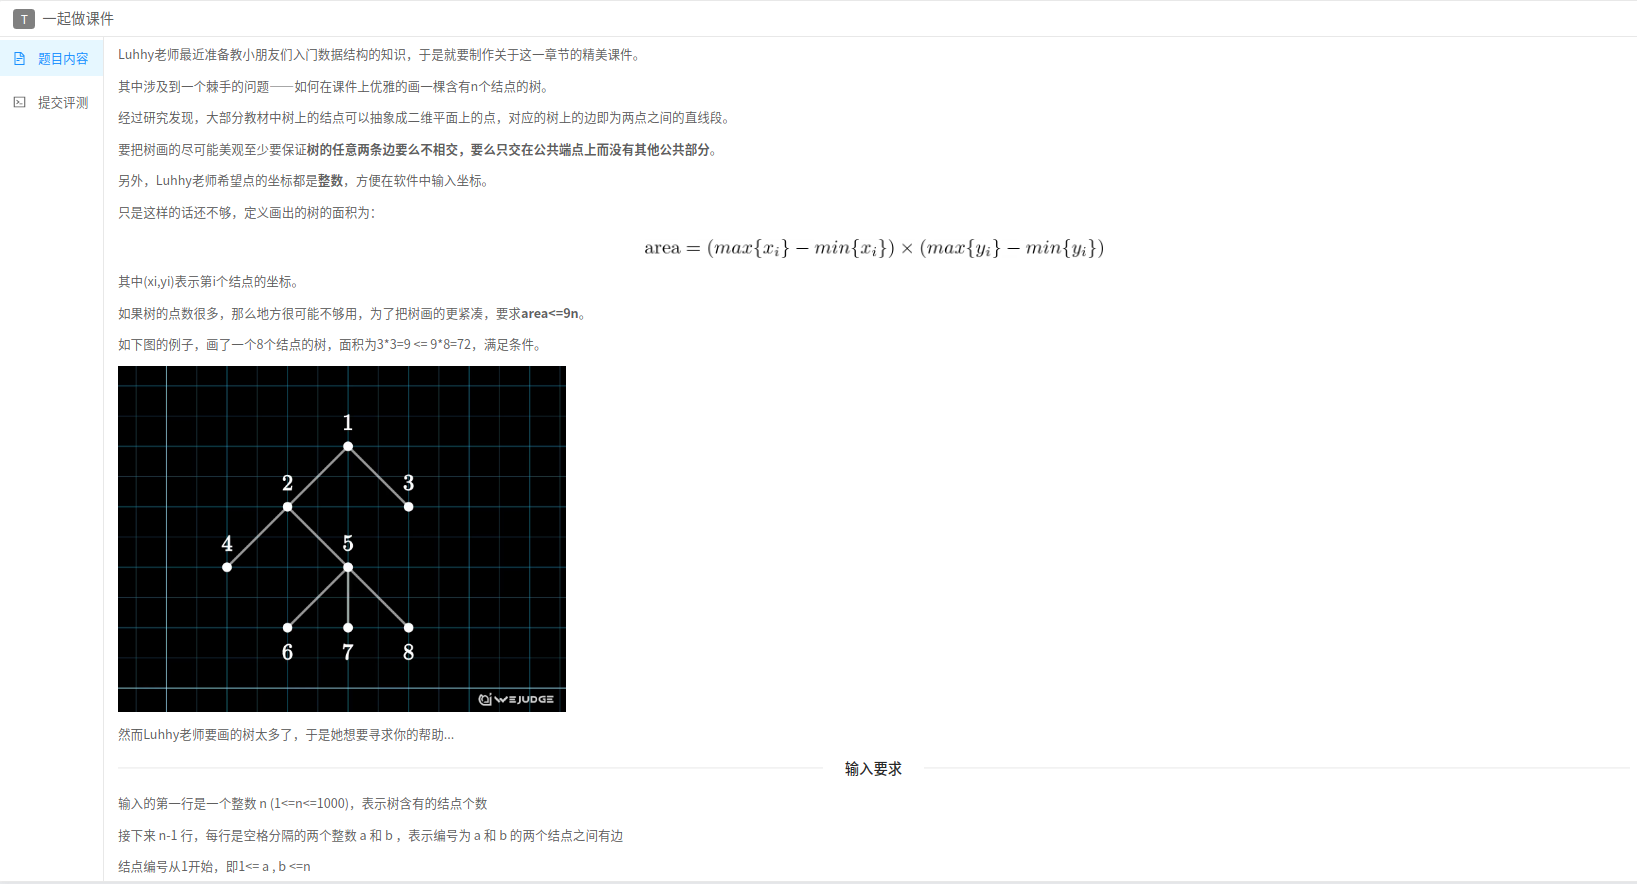 T 一起做课件
题目内容
提交评测
Luhhy老师最近准备教小朋友们入门数据结构的知识，于是就要制作关于这一章节的精美课件。
其中涉及到一个棘手的问题——如何在课件上优雅的画一棵含有n个结点的树。
经过研究发现，大部分教材中树上的结点可以抽象成二维平面上的点，对应的树上的边即为两点之间的直线段。
要把树画的尽可能美观至少要保证树的任意两条边要么不相交，要么只交在公共端点上而没有其他公共部分。
另外，Luhhy老师希望点的坐标都是整数，方便在软件中输入坐标。
只是这样的话还不够，定义画出的树的面积为：
area = (max{xᵢ} − min{xᵢ}) × (max{yᵢ} − min{yᵢ})
其中(xi,yi)表示第i个结点的坐标。
如果树的点数很多，那么地方很可能不够用，为了把树画的更紧凑，要求area<=9n。
如下图的例子，画了一个8个结点的树，面积为3*3=9 <= 9*8=72，满足条件。
1
2 3
4 5
6 7 8
WEJUDGE
然而Luhhy老师要画的树太多了，于是她想要寻求你的帮助...
输入要求
输入的第一行是一个整数 n (1<=n<=1000)，表示树含有的结点个数
接下来 n-1 行，每行是空格分隔的两个整数 a 和 b ，表示编号为 a 和 b 的两个结点之间有边
结点编号从1开始，即1<= a , b <=n